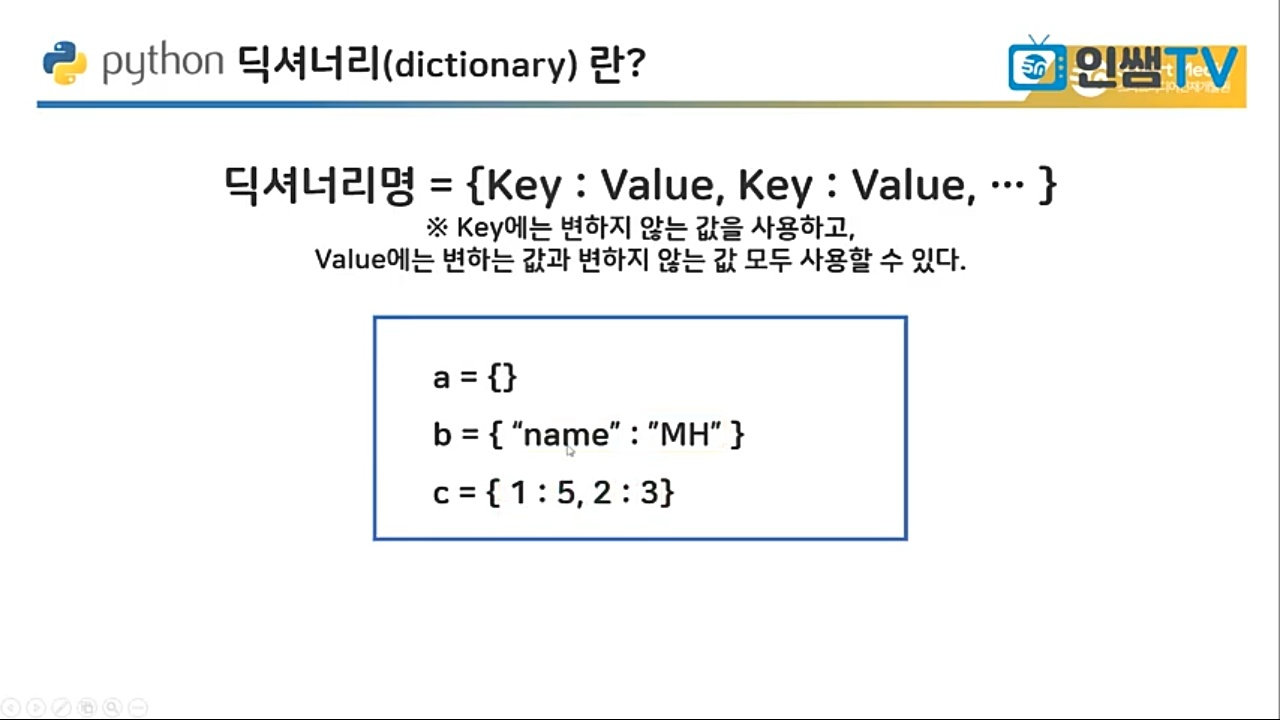 python 딕셔너리(dictionary) 란?
인쌤TV
딕셔너리명 = {Key : Value, Key : Value, ··· }
※ Key에는 변하지 않는 값을 사용하고,
Value에는 변하는 값과 변하지 않는 값 모두 사용할 수 있다.
a = {}
b = { “name” : ”MH” }
c = { 1 : 5, 2 : 3}